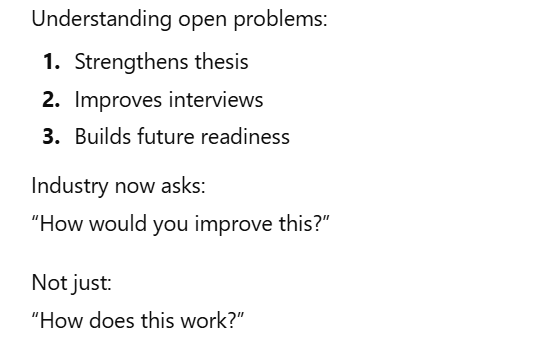 Understanding open problems:
1. Strengthens thesis
2. Improves interviews
3. Builds future readiness
Industry now asks:
“How would you improve this?”
Not just:
“How does this work?”